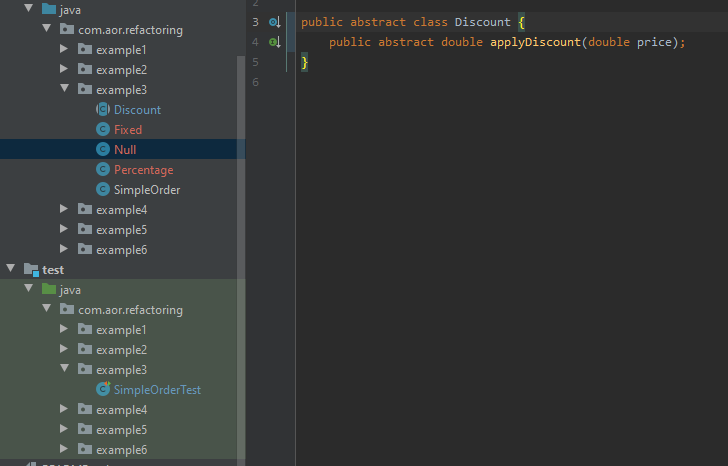 java
com.aor.refactoring
example1
example2
example3
Discount
Fixed
Null
Percentage
SimpleOrder
example4
example5
example6
test
java
com.aor.refactoring
example1
example2
example3
SimpleOrderTest
example4
example5
example6
2
3 public abstract class Discount {
4 public abstract double applyDiscount(double price);
5 }
6